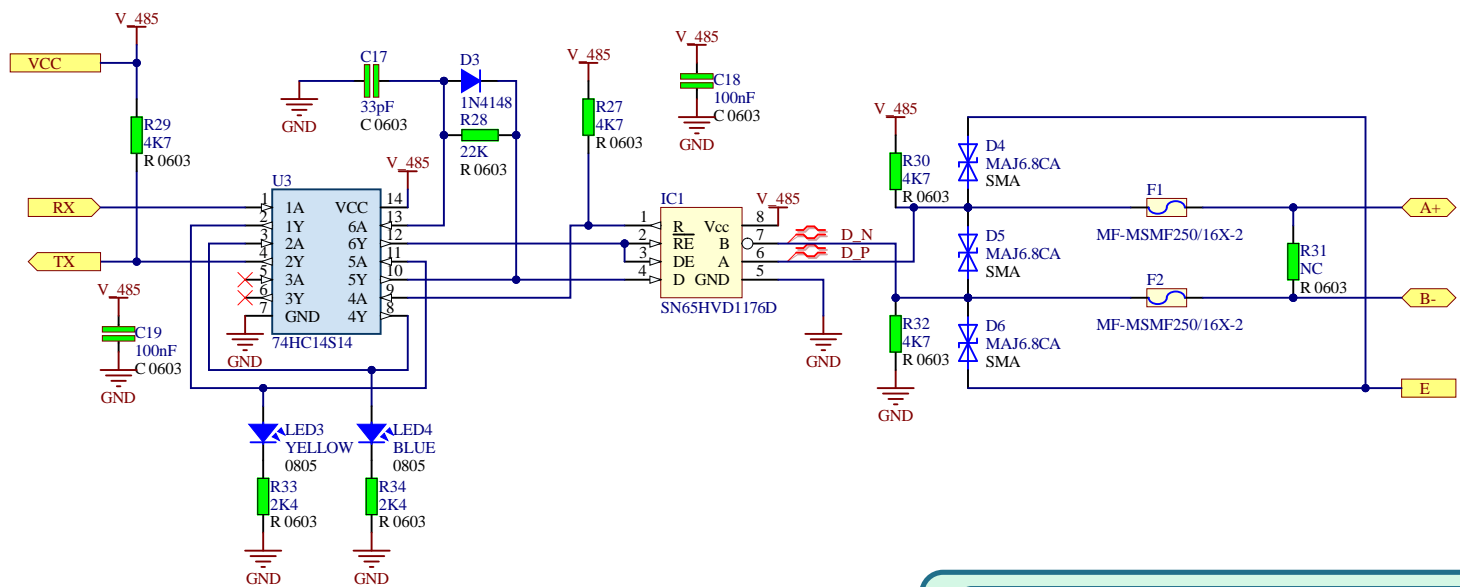 V_485
VCC
R29
4K7
R 0603
RX
TX
V_485
C19
100nF
C 0603
GND
C17
33pF
C 0603
GND
D3
1N4148
R28
22K
R 0603
V_485
U3
1 1A VCC 14
2 1Y 6A 13
3 2A 6Y 12
4 2Y 5A 11
5 3A 5Y 10
6 3Y 4A 9
7 GND 4Y 8
74HC14S14
GND
LED3
YELLOW
0805
LED4
BLUE
0805
R33
2K4
R 0603
GND
R34
2K4
R 0603
GND
V_485
R27
4K7
R 0603
V_485
C18
100nF
C 0603
GND
IC1
V_485
1 R Vcc 8
2 RE B 7
3 DE A 6
4 D GND 5
SN65HVD1176D
D_N
D_P
GND
V_485
R30
4K7
R 0603
R32
4K7
R 0603
GND
D4
MAJ6.8CA
SMA
D5
MAJ6.8CA
SMA
D6
MAJ6.8CA
SMA
F1
MF-MSMF250/16X-2
F2
MF-MSMF250/16X-2
R31
NC
R 0603
A+
B-
E